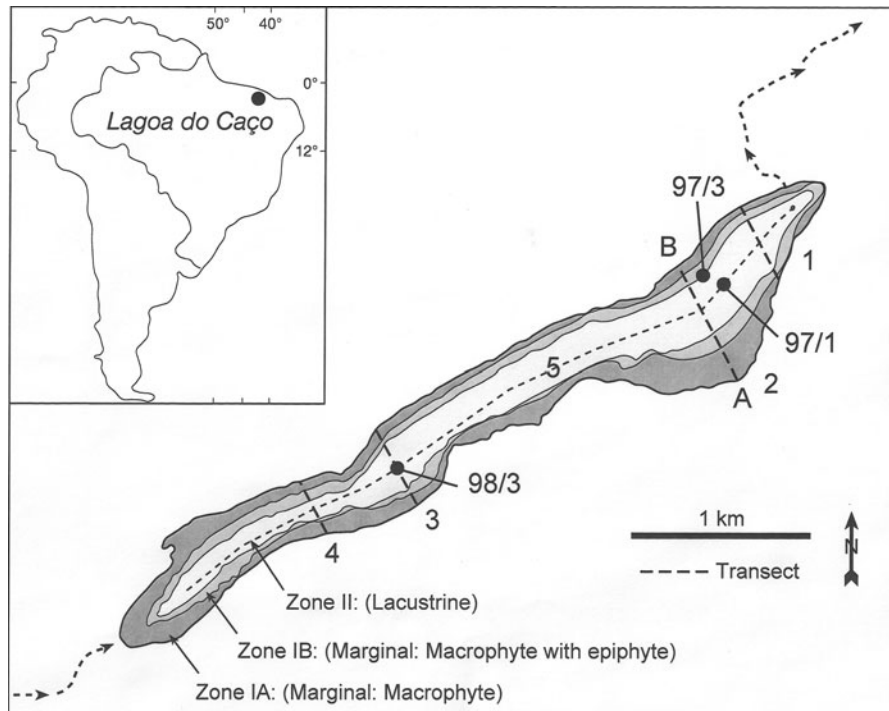 50° 40°
0°
Lagoa do Caço
12°
97/3
B
1
97/1
5
2
A
98/3
3
1 km
4
N
Transect
Zone II: (Lacustrine)
Zone IB: (Marginal: Macrophyte with epiphyte)
Zone IA: (Marginal: Macrophyte)